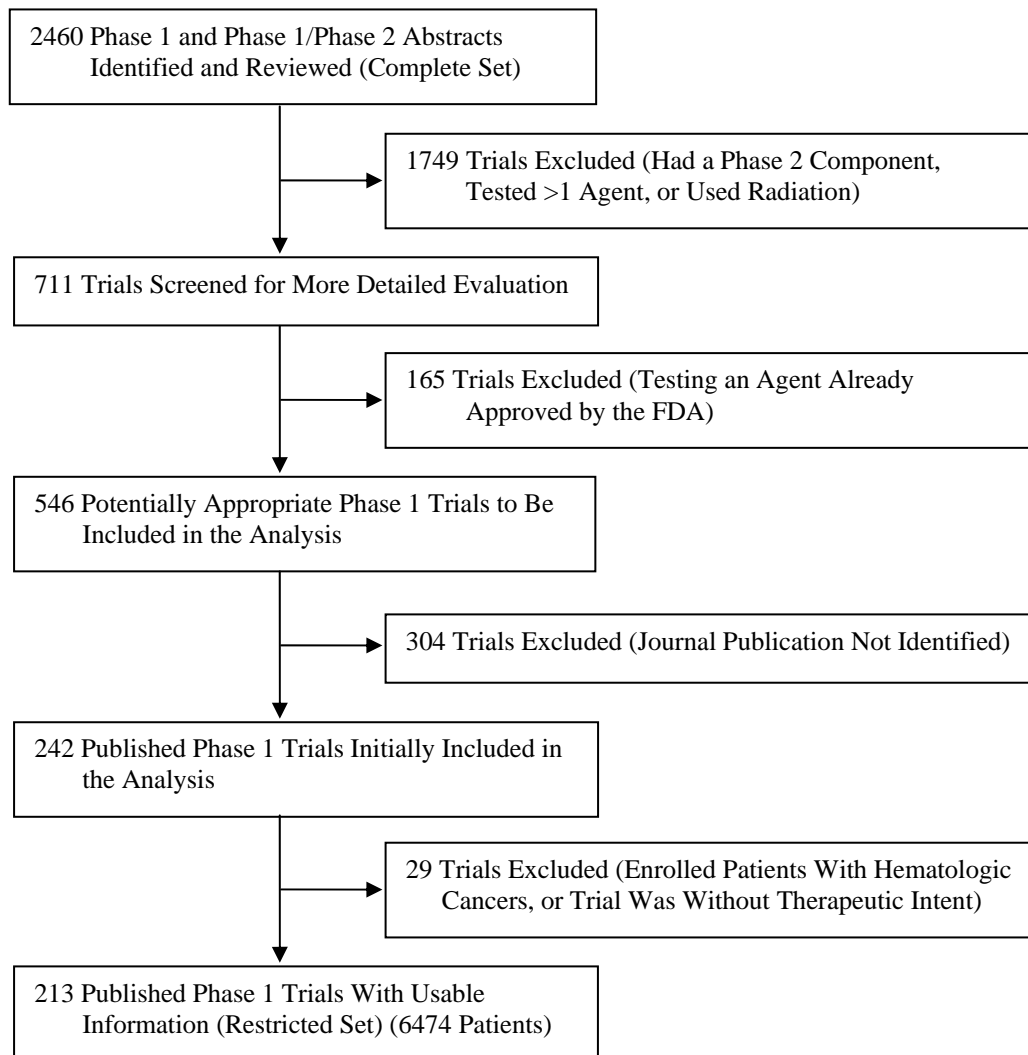 2460 Phase 1 and Phase 1/Phase 2 Abstracts
Identified and Reviewed (Complete Set)
1749 Trials Excluded (Had a Phase 2 Component,
Tested >1 Agent, or Used Radiation)
711 Trials Screened for More Detailed Evaluation
165 Trials Excluded (Testing an Agent Already
Approved by the FDA)
546 Potentially Appropriate Phase 1 Trials to Be
Included in the Analysis
304 Trials Excluded (Journal Publication Not Identified)
242 Published Phase 1 Trials Initially Included in
the Analysis
29 Trials Excluded (Enrolled Patients With Hematologic
Cancers, or Trial Was Without Therapeutic Intent)
213 Published Phase 1 Trials With Usable
Information (Restricted Set) (6474 Patients)